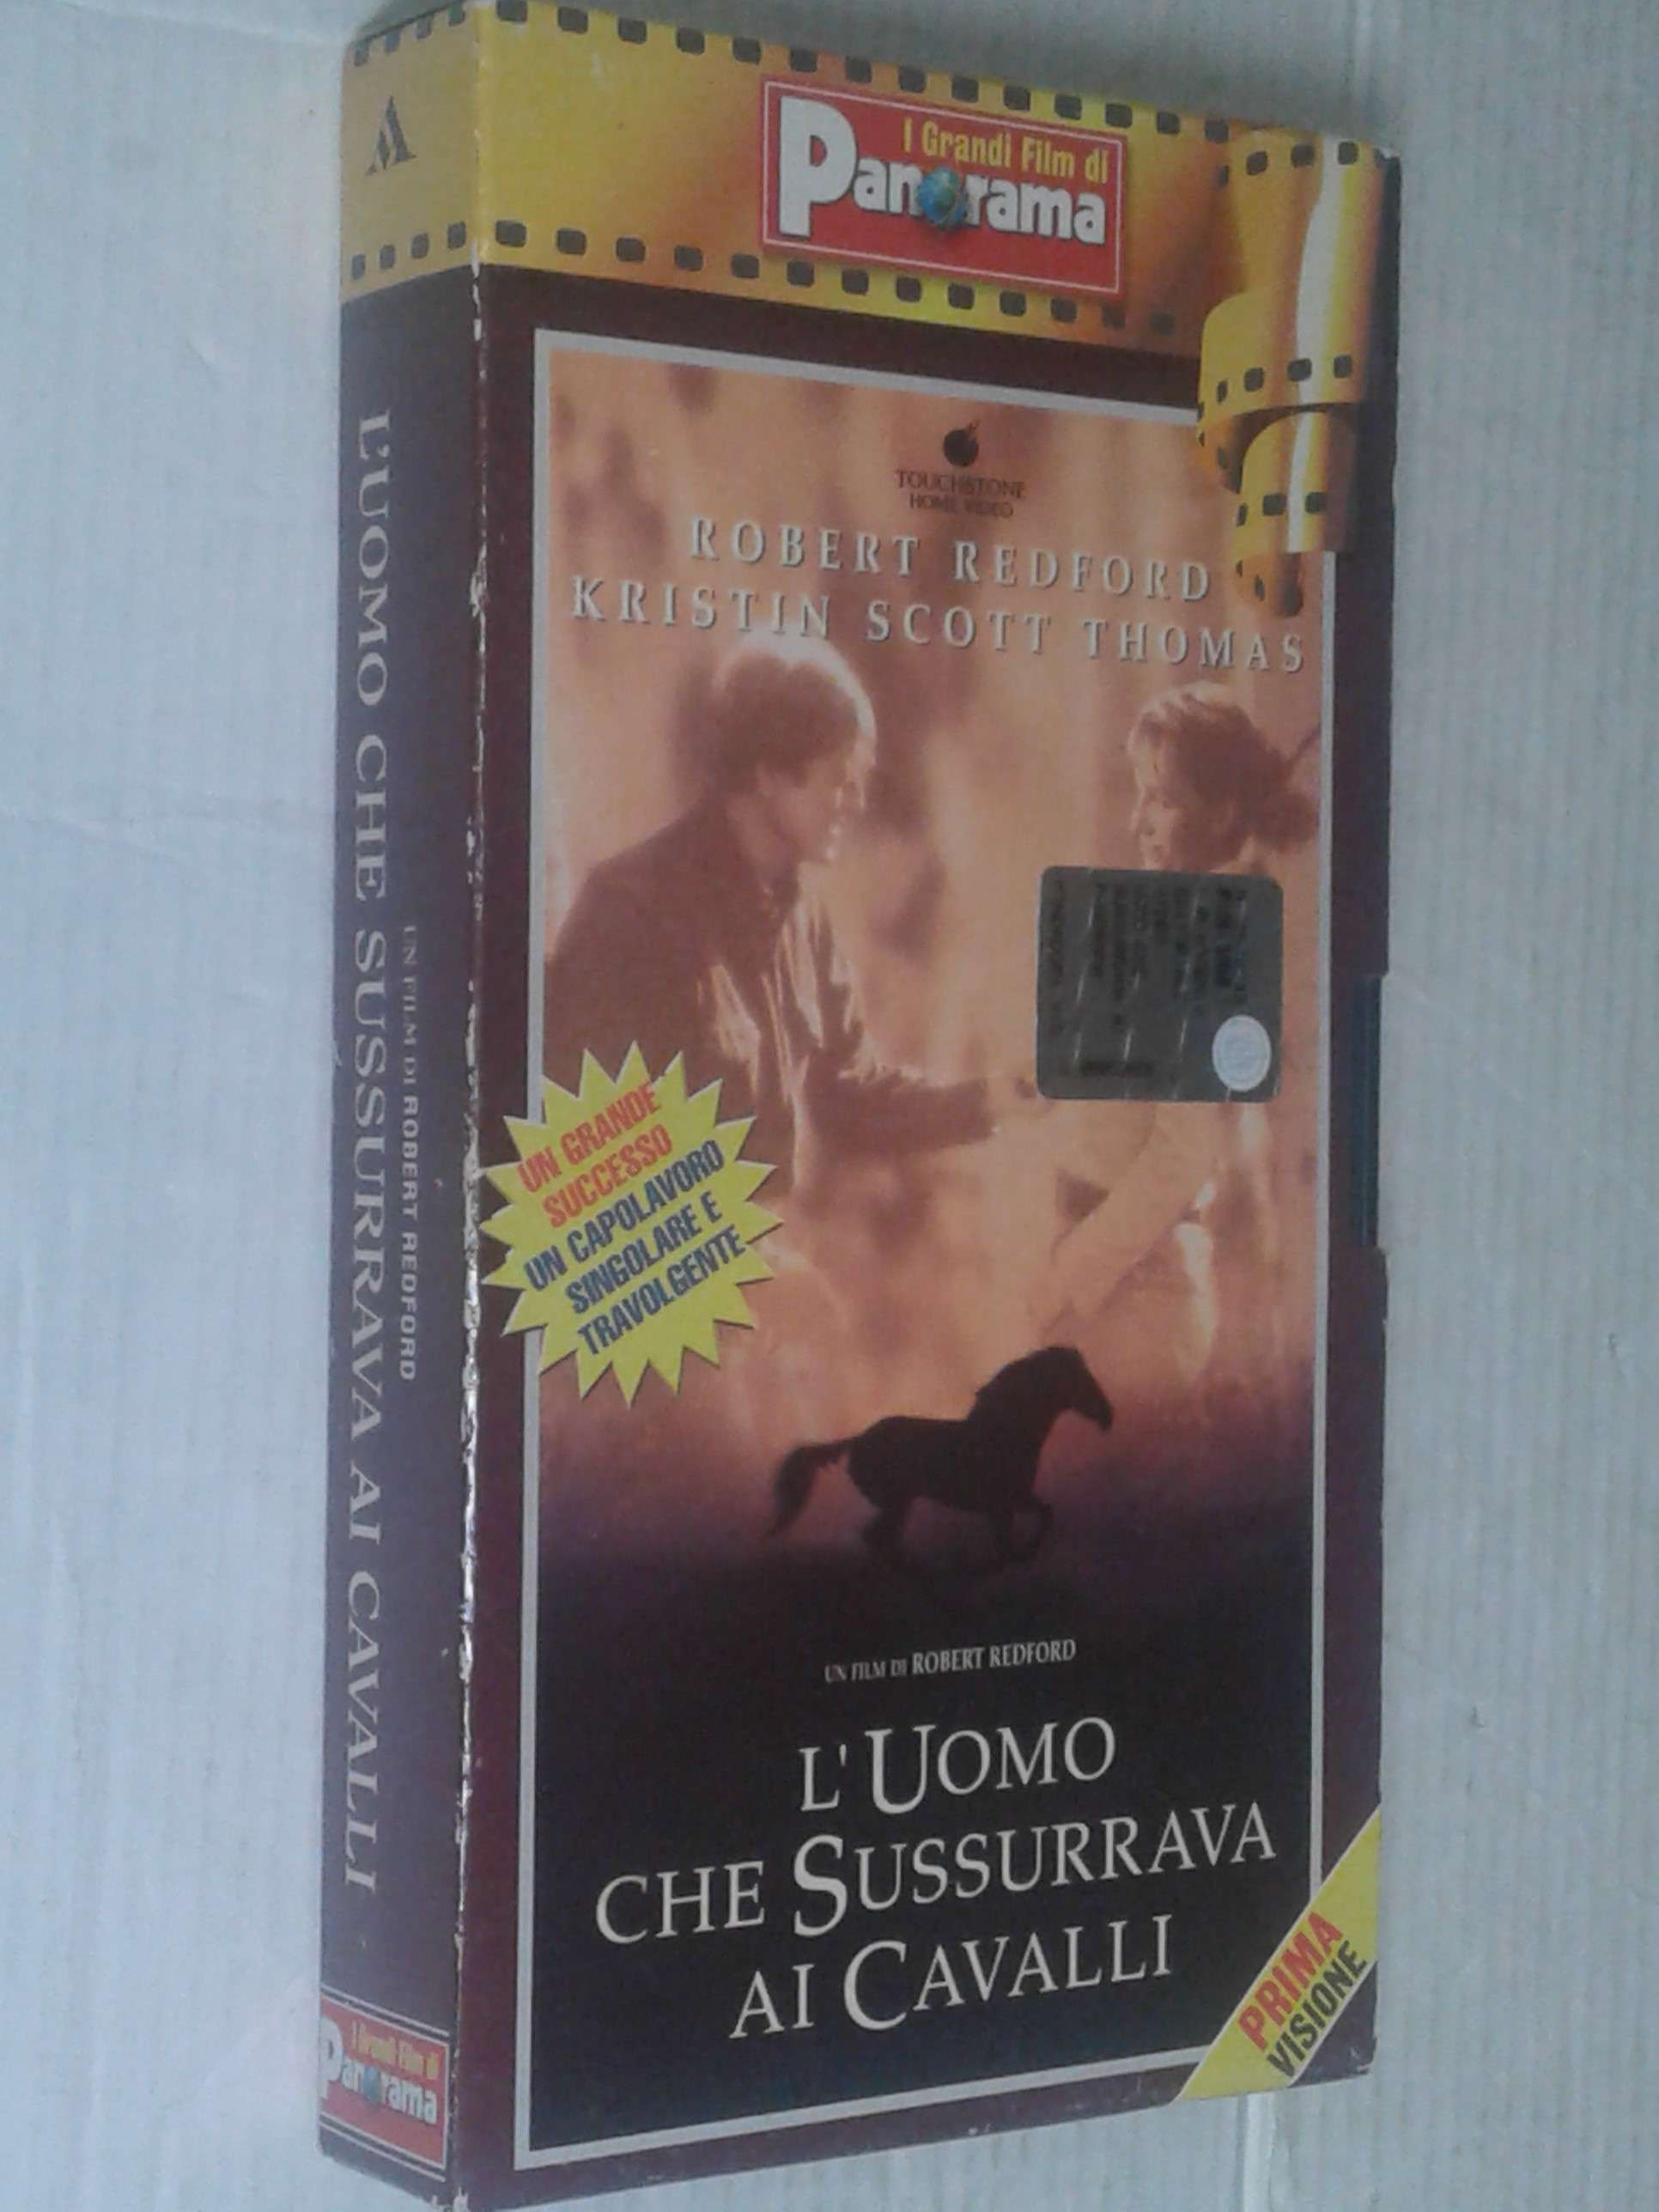 I Grandi Film di
Panorama
TOUCHSTONE
HOME VIDEO
ROBERT REDFORD
KRISTIN SCOTT THOMAS
UN GRANDE
SUCCESSO
UN CAPOLAVORO
SINGOLARE E
TRAVOLGENTE
UN FILM DI ROBERT REDFORD
L'UOMO
CHE SUSSURRAVA
AI CAVALLI
PRIMA
VISIONE
L'UOMO CHE SUSSURRAVA AI CAVALLI
UN FILM DI ROBERT REDFORD
I Grandi Film di
Panorama